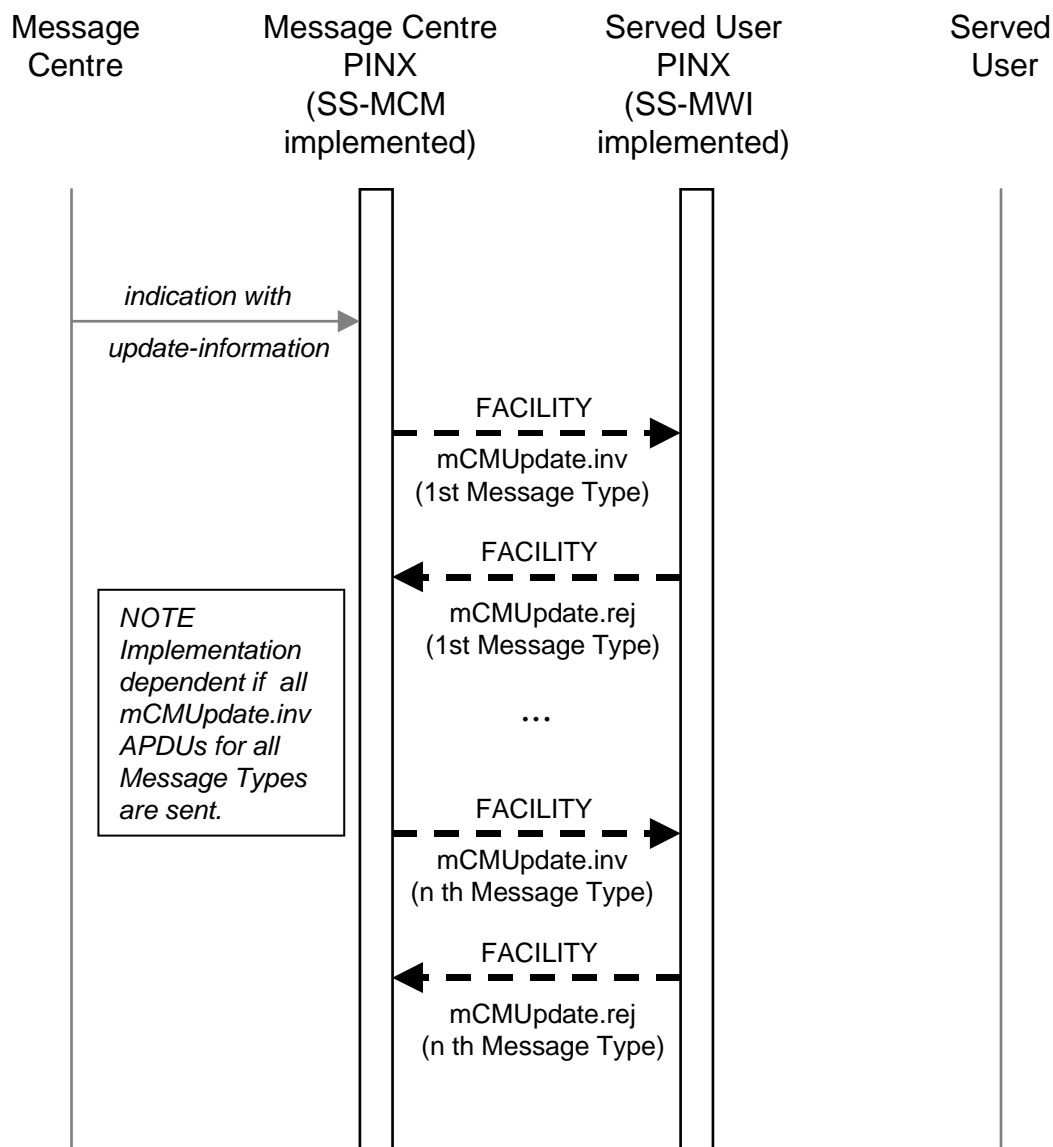 Message
Centre
Message Centre
PINX
(SS-MCM
implemented)
Served User
PINX
(SS-MWI
implemented)
Served
User
indication with
update-information
FACILITY
mCMUpdate.inv
(1st Message Type)
FACILITY
mCMUpdate.rej
(1st Message Type)
NOTE
Implementation
dependent if all
mCMUpdate.inv
APDUs for all
Message Types
are sent.
...
FACILITY
mCMUpdate.inv
(n th Message Type)
FACILITY
mCMUpdate.rej
(n th Message Type)